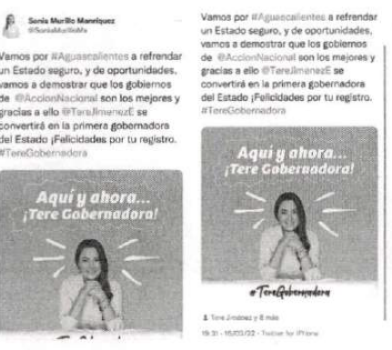 Sonia Murillo Manríquez
@SoniaMurilloMa
Vamos por #Aguascalientes a refrendar
un Estado seguro, y de oportunidades,
vamos a demostrar que los gobiernos
de @AccionNacional son los mejores y
gracias a ello @TereJimenezE se
convertirá en la primera gobernadora
del Estado ¡Felicidades por tu registro.
#TereGobernadora
Aquí y ahora...
¡Tere Gobernadora!
Vamos por #Aguascalientes a refrendar
un Estado seguro, y de oportunidades,
vamos a demostrar que los gobiernos
de @AccionNacional son los mejores y
gracias a ello @TereJimenezE se
convertirá en la primera gobernadora
del Estado ¡Felicidades por tu registro.
#TereGobernadora
Aquí y ahora...
¡Tere Gobernadora!
#TereGobernadora
Tere Jiménez y 8 más
19:31 - 15/03/22 - Twitter for iPhone